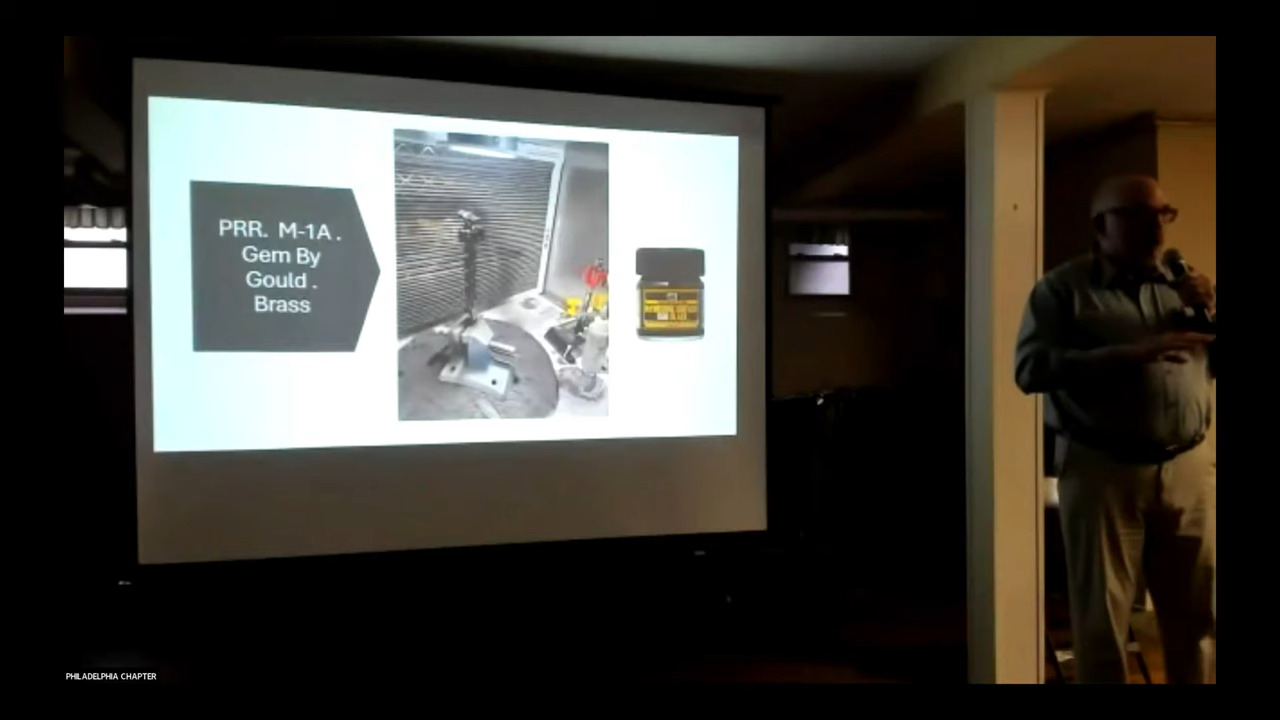 PRR. M-1A .
Gem By
Gould .
Brass
PHILADELPHIA CHAPTER